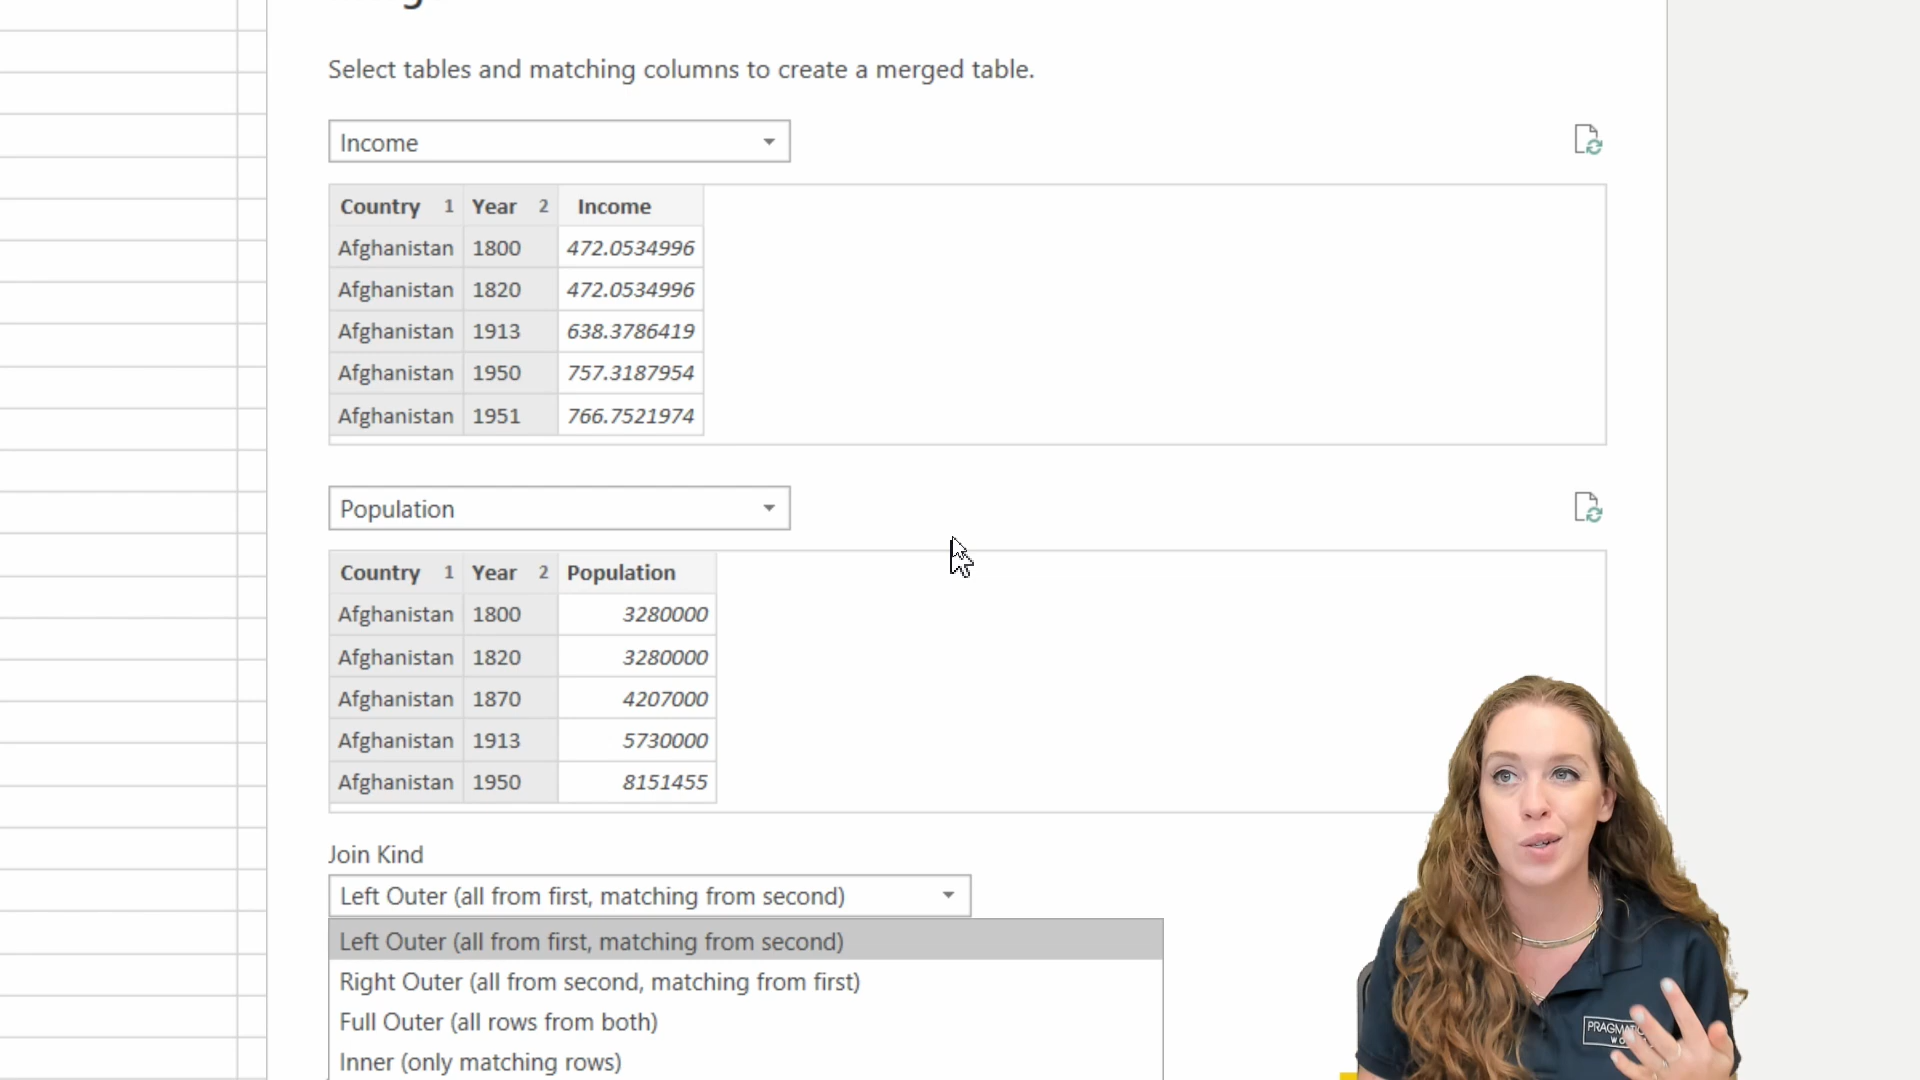 Select tables and matching columns to create a merged table.
Income
Country 1 Year 2 Income
Afghanistan 1800 472.0534996
Afghanistan 1820 472.0534996
Afghanistan 1913 638.3786419
Afghanistan 1950 757.3187954
Afghanistan 1951 766.7521974
Population
Country 1 Year 2 Population
Afghanistan 1800 3280000
Afghanistan 1820 3280000
Afghanistan 1870 4207000
Afghanistan 1913 5730000
Afghanistan 1950 8151455
Join Kind
Left Outer (all from first, matching from second)
Left Outer (all from first, matching from second)
Right Outer (all from second, matching from first)
Full Outer (all rows from both)
Inner (only matching rows)